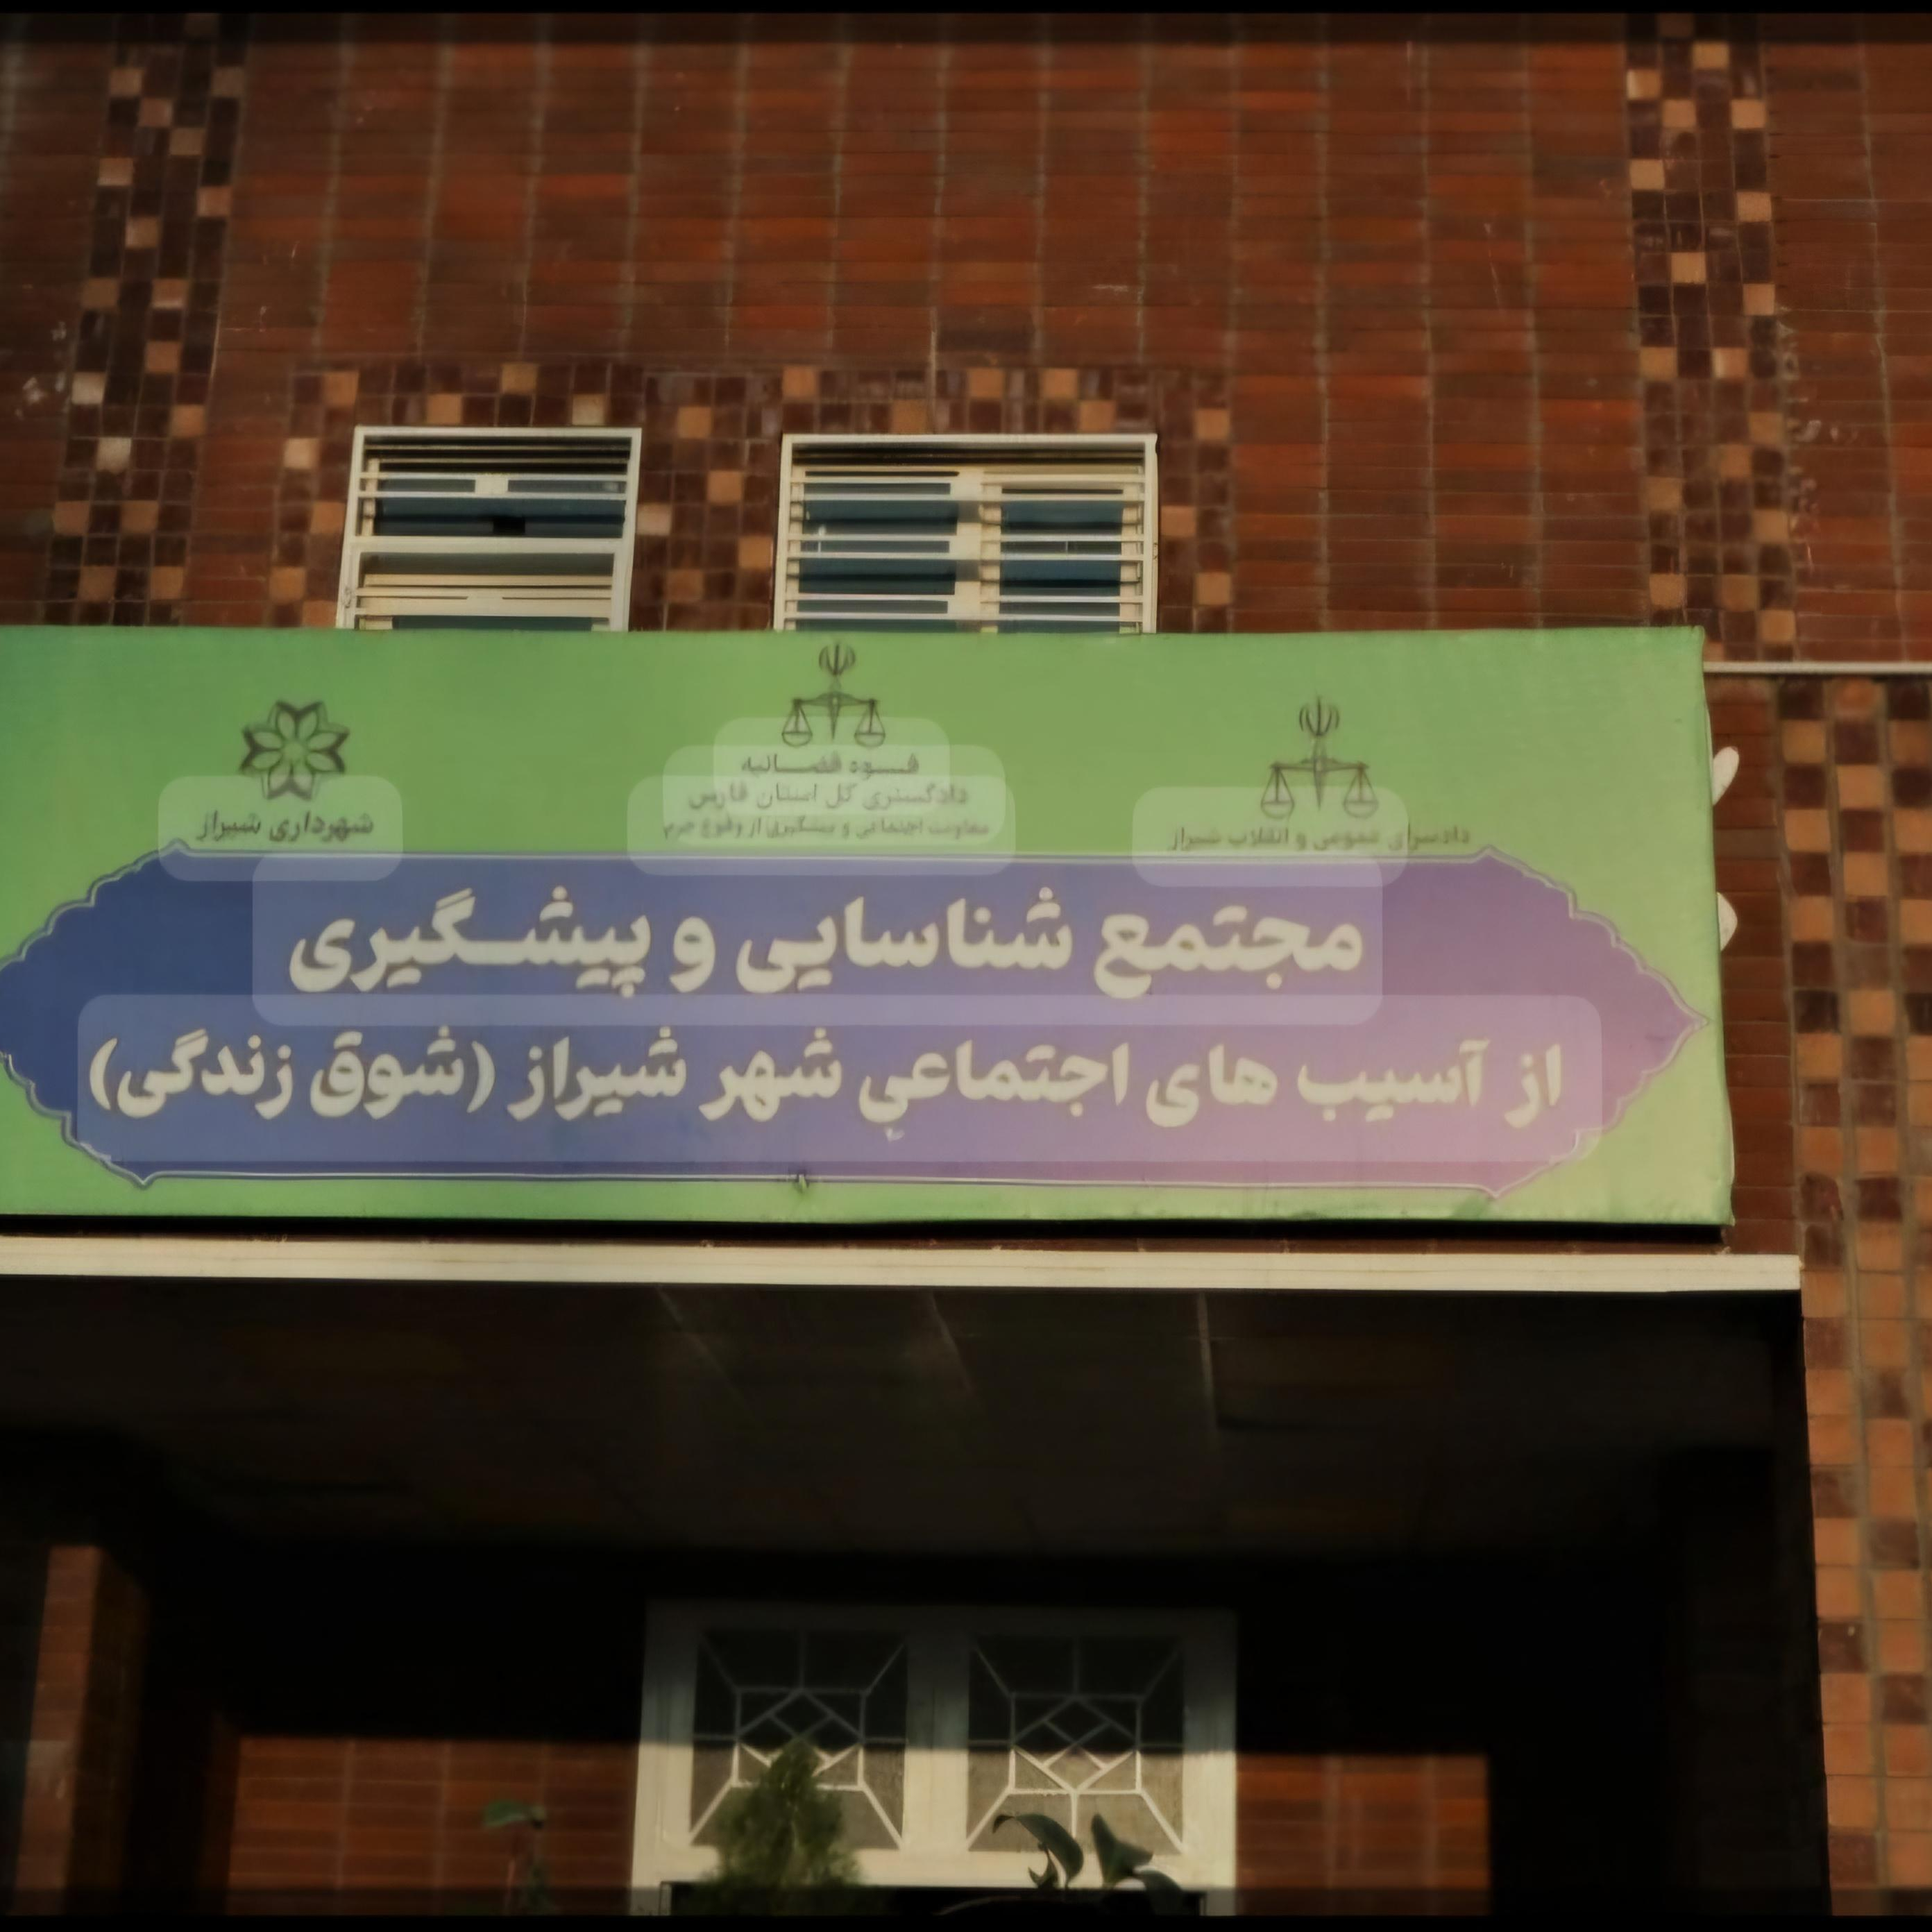 قوه قضائیه
دادگستری کل استان فارس
معاونت اجتماعی و پیشگیری از وقوع جرم
دادسرای عمومی و انقلاب شیراز
شهرداری شیراز
مجتمع شناسایی و پیشگیری
از آسیب های اجتماعی شهر شیراز (شوق زندگی)